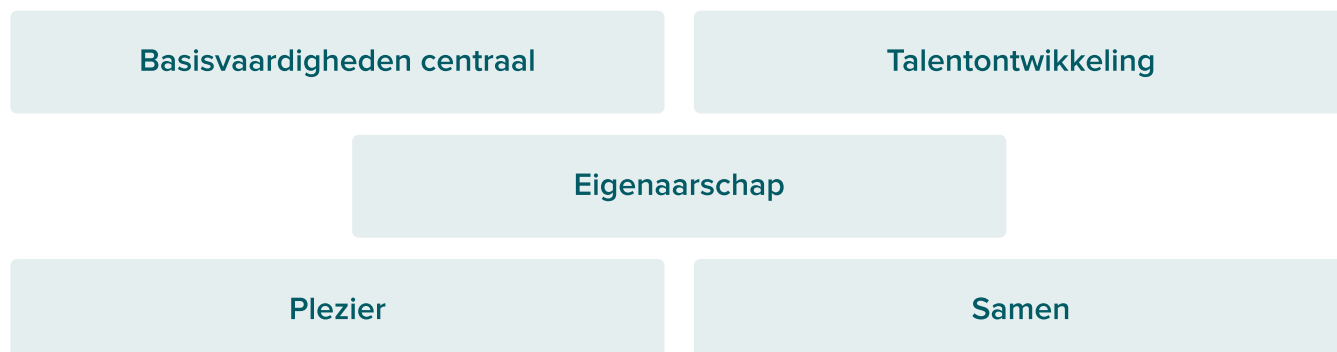 Basisvaardigheden centraal
Talentontwikkeling
Eigenaarschap
Plezier
Samen